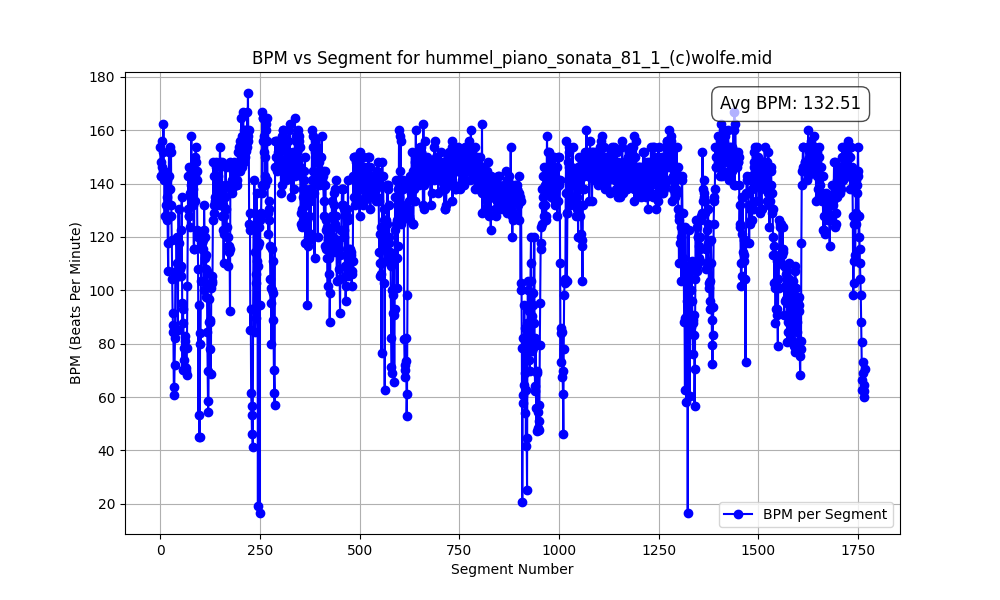 BPM vs Segment for hummel_piano_sonata_81_1_(c)wolfe.mid
Avg BPM: 132.51
BPM (Beats Per Minute)
180
160
140
120
100
80
60
40
20
BPM per Segment
0 250 500 750 1000 1250 1500 1750
Segment Number